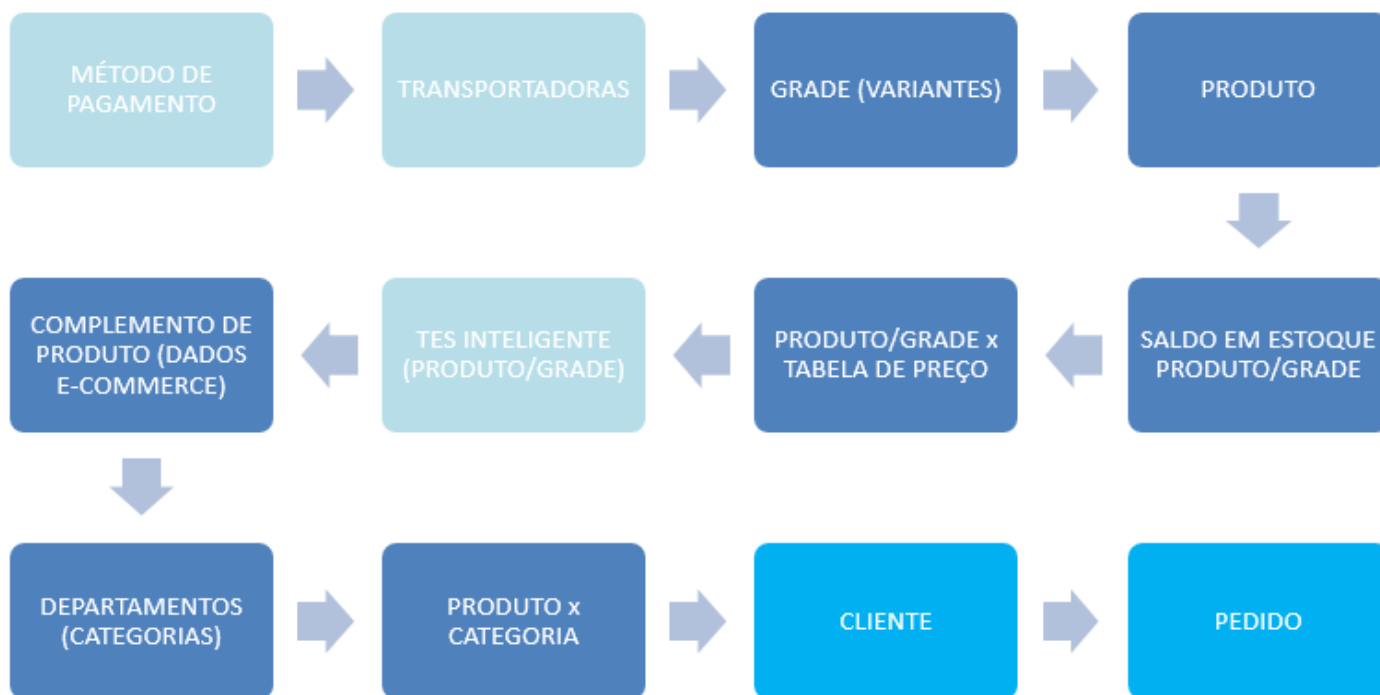 MÉTODO DE
PAGAMENTO
TRANSPORTADORAS
GRADE (VARIANTES)
PRODUTO
SALDO EM ESTOQUE
PRODUTO/GRADE
PRODUTO/GRADE x
TABELA DE PREÇO
TES INTELIGENTE
(PRODUTO/GRADE)
COMPLEMENTO DE
PRODUTO (DADOS
E-COMMERCE)
DEPARTAMENTOS
(CATEGORIAS)
PRODUTO x
CATEGORIA
CLIENTE
PEDIDO